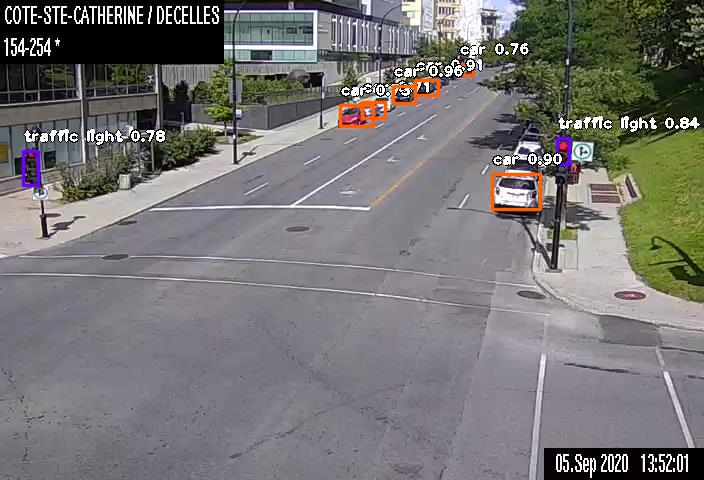 COTE-STE-CATHERINE / DECELLES
154-254 *
car 0.76
car 0.96
traffic light 0.78
traffic light 0.84
car 0.90
05.Sep 2020 13:52:01